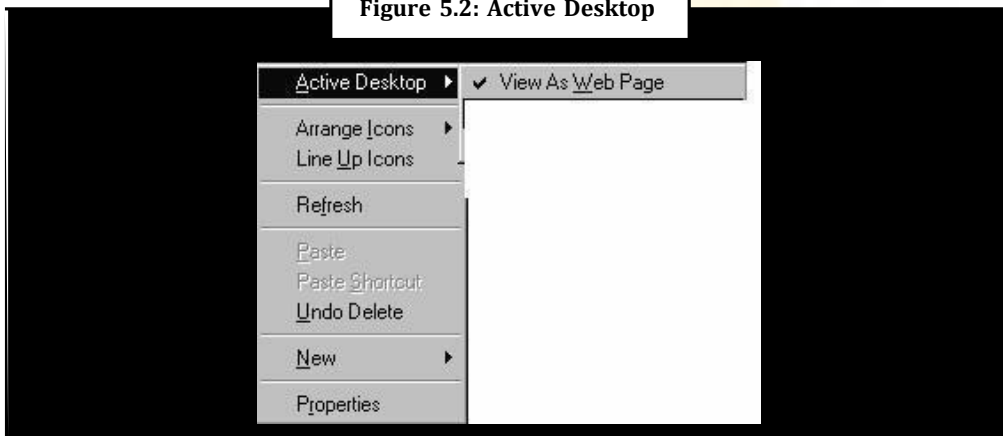 Figure 5.2: Active Desktop
Active Desktop
View As Web Page
Arrange Icons
Line Up Icons
Refresh
Paste
Paste Shortcut
Undo Delete
New
Properties